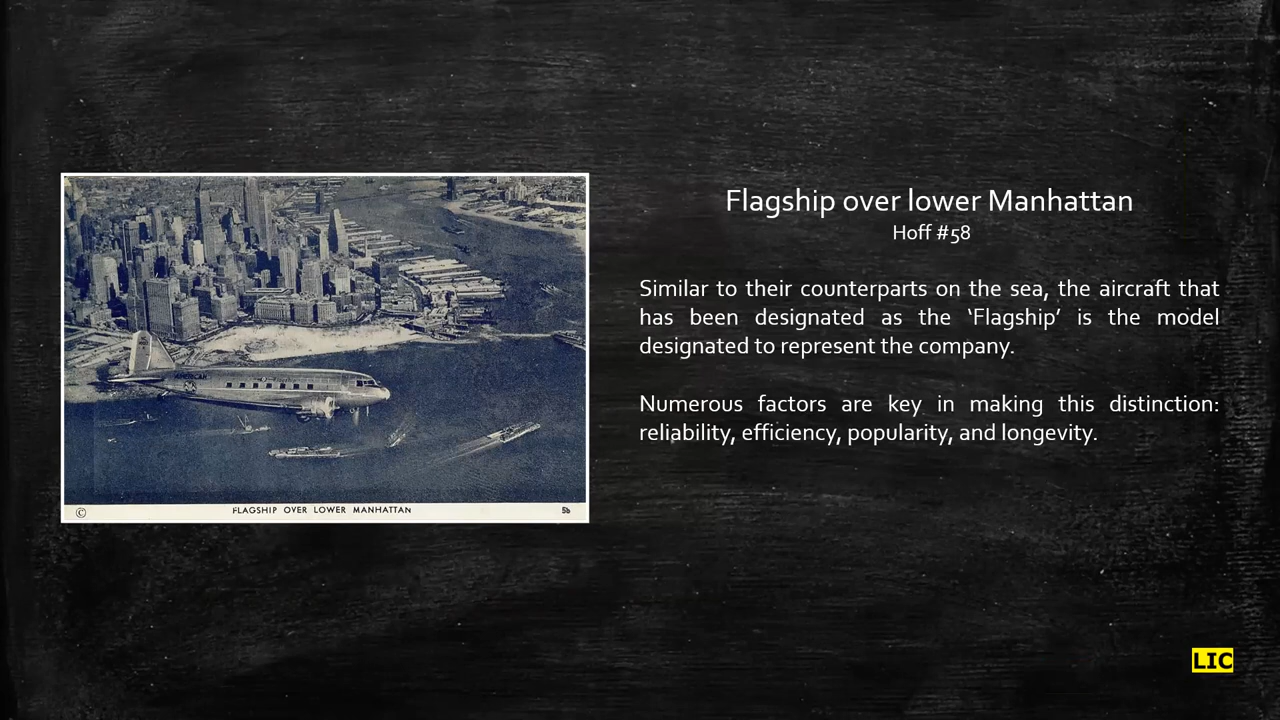 Flagship over lower Manhattan
Hoff #58
Similar to their counterparts on the sea, the aircraft that
has been designated as the ‘Flagship’ is the model
designated to represent the company.
Numerous factors are key in making this distinction:
reliability, efficiency, popularity, and longevity.
AMERICAN
© FLAGSHIP OVER LOWER MANHATTAN 5b
LIC